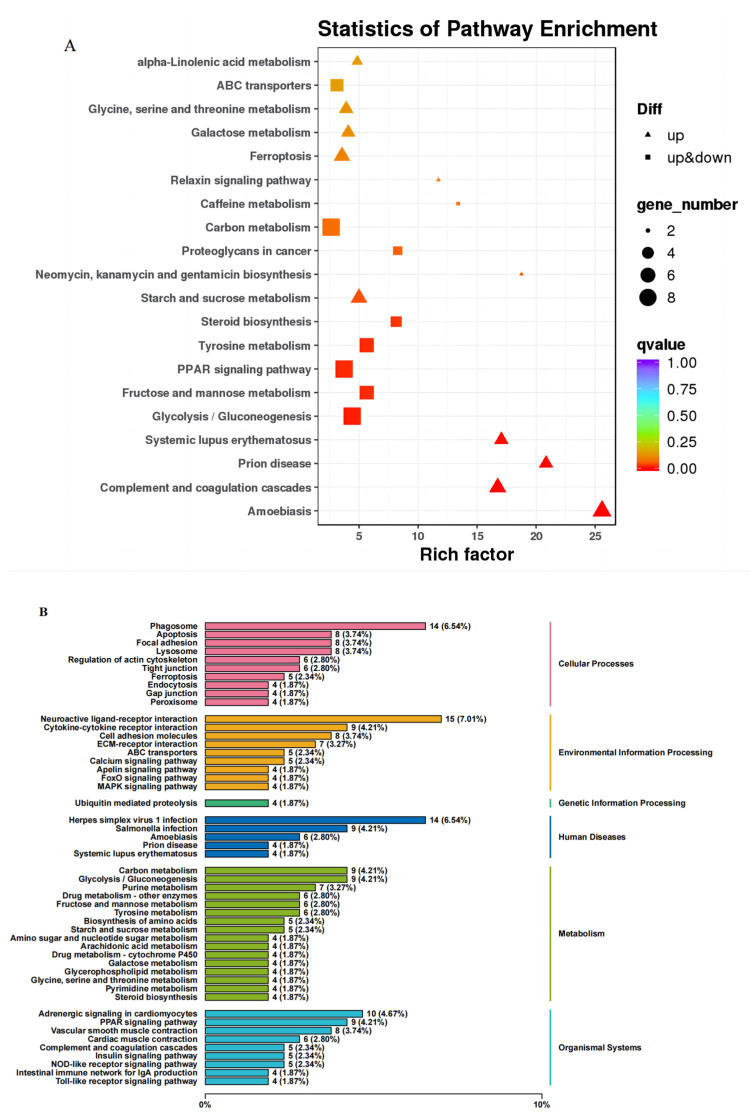 A
Statistics of Pathway Enrichment
alpha-Linolenic acid metabolism
ABC transporters
Glycine, serine and threonine metabolism
Galactose metabolism
Ferroptosis
Relaxin signaling pathway
Caffeine metabolism
Carbon metabolism
Proteoglycans in cancer
Neomycin, kanamycin and gentamicin biosynthesis
Starch and sucrose metabolism
Steroid biosynthesis
Tyrosine metabolism
PPAR signaling pathway
Fructose and mannose metabolism
Glycolysis / Gluconeogenesis
Systemic lupus erythematosus
Prion disease
Complement and coagulation cascades
Amoebiasis
5 10 15 20 25
Rich factor
Diff
up
up&down
gene_number
2
4
6
8
qvalue
1.00
0.75
0.50
0.25
0.00
B
Phagosome 14 (6.54%)
Apoptosis 8 (3.74%)
Focal adhesion 8 (3.74%)
Lysosome 8 (3.74%)
Regulation of actin cytoskeleton 6 (2.80%)
Tight junction 6 (2.80%)
Ferroptosis 5 (2.34%)
Endocytosis 4 (1.87%)
Gap junction 4 (1.87%)
Peroxisome 4 (1.87%)
Cellular Processes
Neuroactive ligand-receptor interaction 15 (7.01%)
Cytokine-cytokine receptor interaction 9 (4.21%)
Cell adhesion molecules 8 (3.74%)
ECM-receptor interaction 7 (3.27%)
ABC transporters 5 (2.34%)
Calcium signaling pathway 5 (2.34%)
Apelin signaling pathway 4 (1.87%)
FoxO signaling pathway 4 (1.87%)
MAPK signaling pathway 4 (1.87%)
Environmental Information Processing
Ubiquitin mediated proteolysis 4 (1.87%)
Genetic Information Processing
Herpes simplex virus 1 infection 14 (6.54%)
Salmonella infection 9 (4.21%)
Amoebiasis 6 (2.80%)
Prion disease 4 (1.87%)
Systemic lupus erythematosus 4 (1.87%)
Human Diseases
Carbon metabolism 9 (4.21%)
Glycolysis / Gluconeogenesis 9 (4.21%)
Purine metabolism 7 (3.27%)
Drug metabolism - other enzymes 6 (2.80%)
Fructose and mannose metabolism 6 (2.80%)
Tyrosine metabolism 6 (2.80%)
Biosynthesis of amino acids 5 (2.34%)
Starch and sucrose metabolism 5 (2.34%)
Amino sugar and nucleotide sugar metabolism 4 (1.87%)
Arachidonic acid metabolism 4 (1.87%)
Drug metabolism - cytochrome P450 4 (1.87%)
Galactose metabolism 4 (1.87%)
Glycerophospholipid metabolism 4 (1.87%)
Glycine, serine and threonine metabolism 4 (1.87%)
Pyrimidine metabolism 4 (1.87%)
Steroid biosynthesis 4 (1.87%)
Metabolism
Adrenergic signaling in cardiomyocytes 10 (4.67%)
PPAR signaling pathway 9 (4.21%)
Vascular smooth muscle contraction 8 (3.74%)
Cardiac muscle contraction 6 (2.80%)
Complement and coagulation cascades 5 (2.34%)
Insulin signaling pathway 5 (2.34%)
NOD-like receptor signaling pathway 5 (2.34%)
Intestinal immune network for IgA production 4 (1.87%)
Toll-like receptor signaling pathway 4 (1.87%)
Organismal Systems
0% 10%